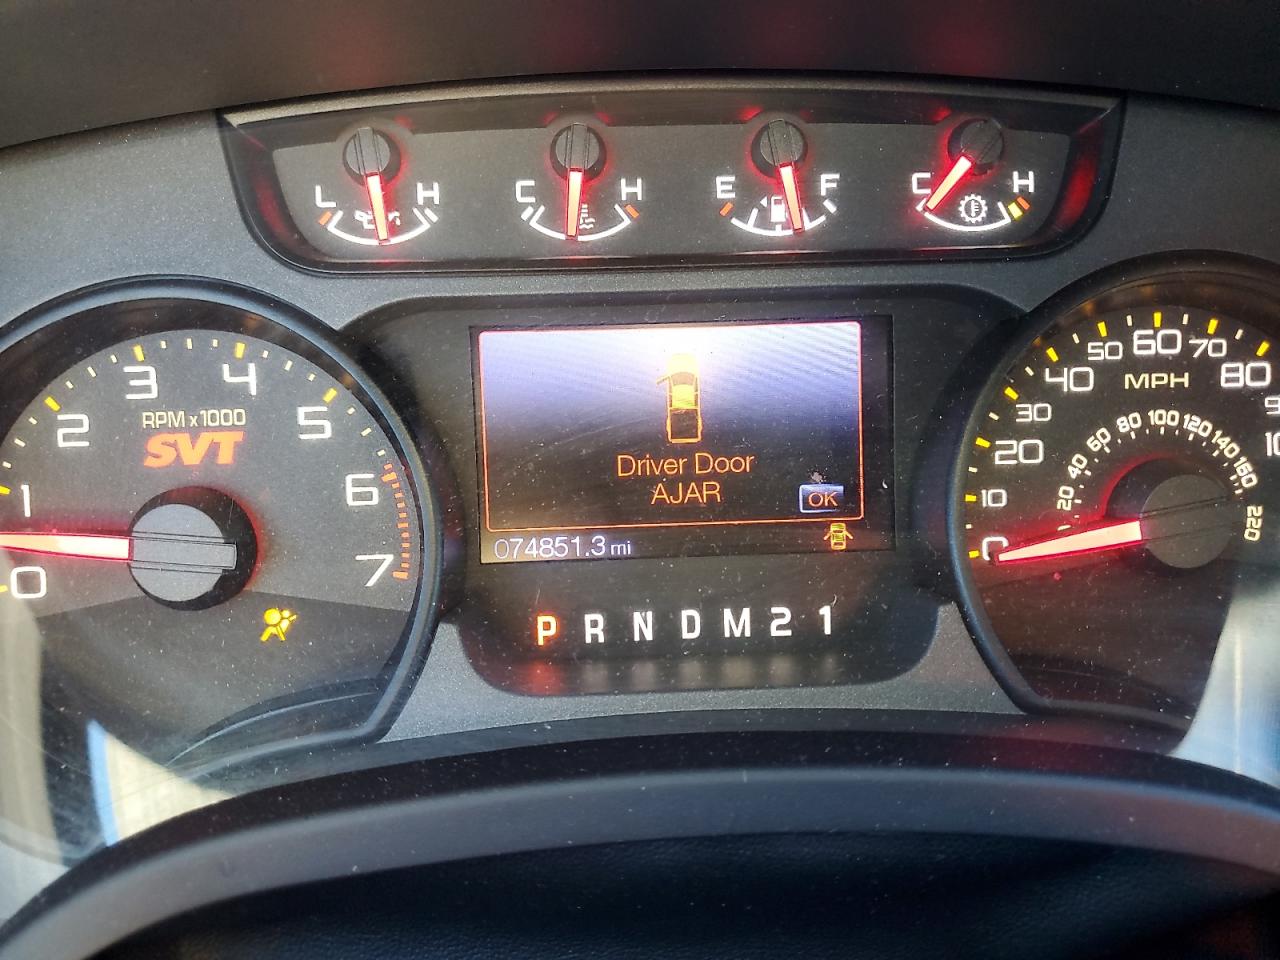 L H
C H
E F
C H
0 1 2 3 4 5 6 7
RPM x 1000
SVT
Driver Door
AJAR
OK
074851.3 mi
P R N D M 2 1
0 10 20 30 40 50 60 70 80
MPH
20 40 60 80 100 120 140 160 220